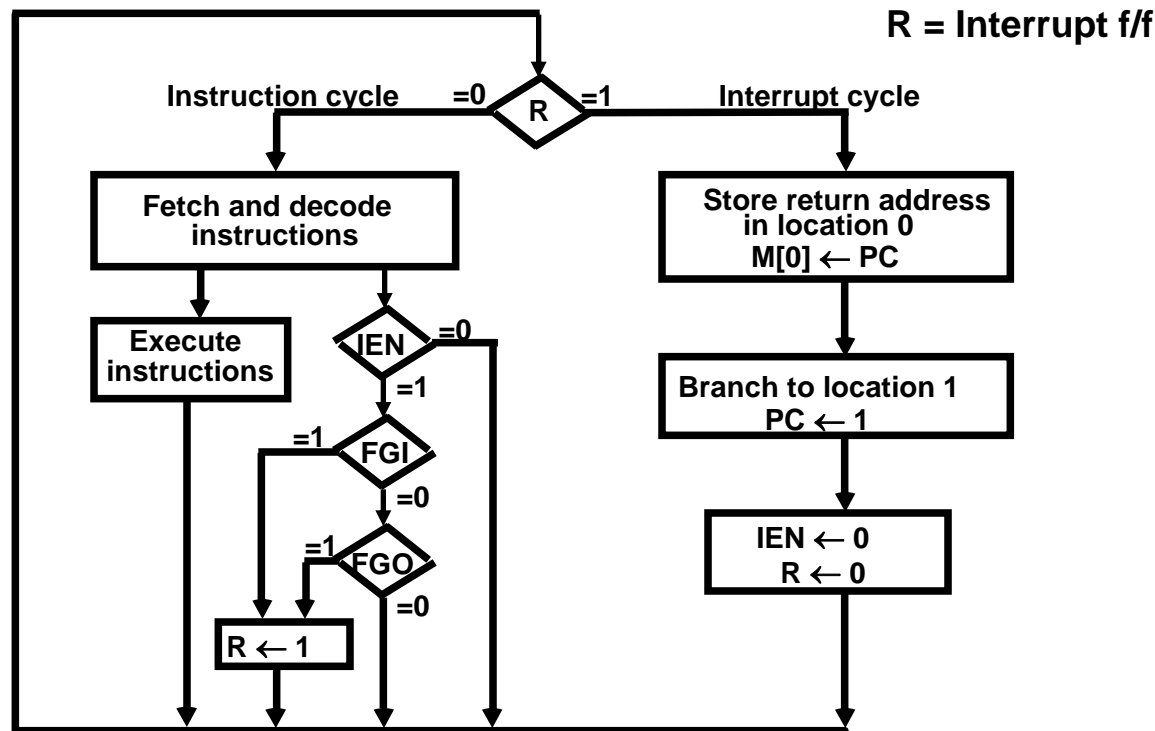 R = Interrupt f/f
Instruction cycle
=0
R
=1
Interrupt cycle
Fetch and decode
instructions
Store return address
in location 0
M[0] ← PC
Execute
instructions
IEN
=0
=1
Branch to location 1
PC ← 1
=1
FGI
=0
=1
FGO
=0
IEN ← 0
R ← 0
R ← 1